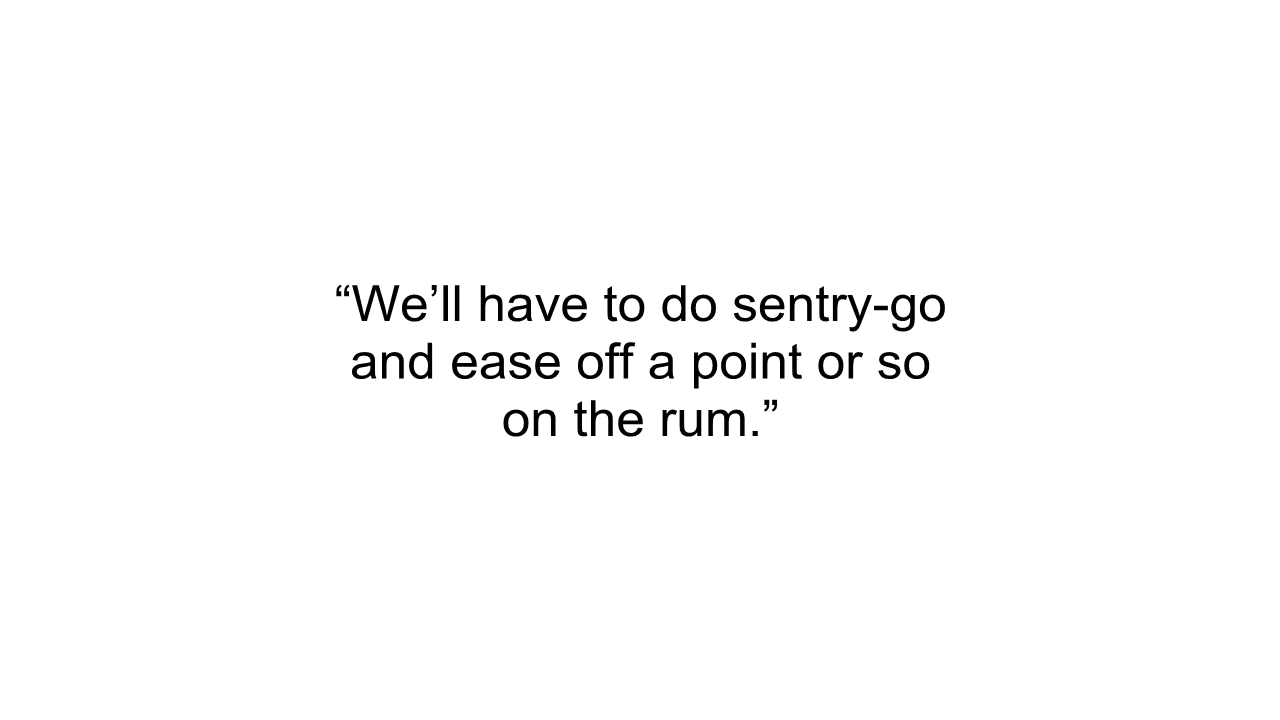 “We’ll have to do sentry-go
and ease off a point or so
on the rum.”